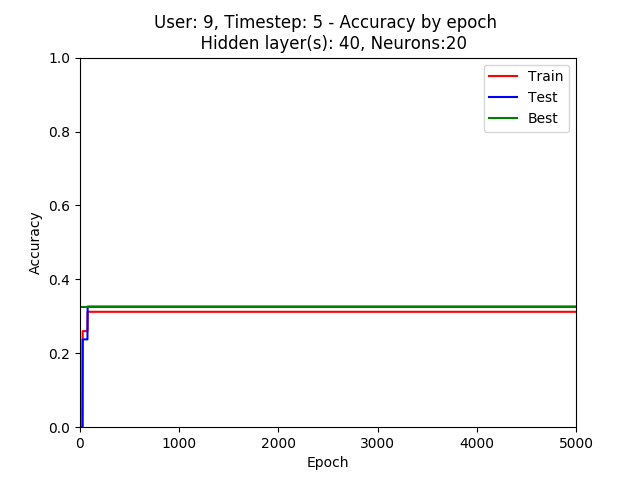 User: 9, Timestep: 5 - Accuracy by epoch
Hidden layer(s): 40, Neurons:20
1.0
Train
Test
Best
0.8
0.6
Accuracy
0.4
0.2
0.0
0 1000 2000 3000 4000 5000
Epoch